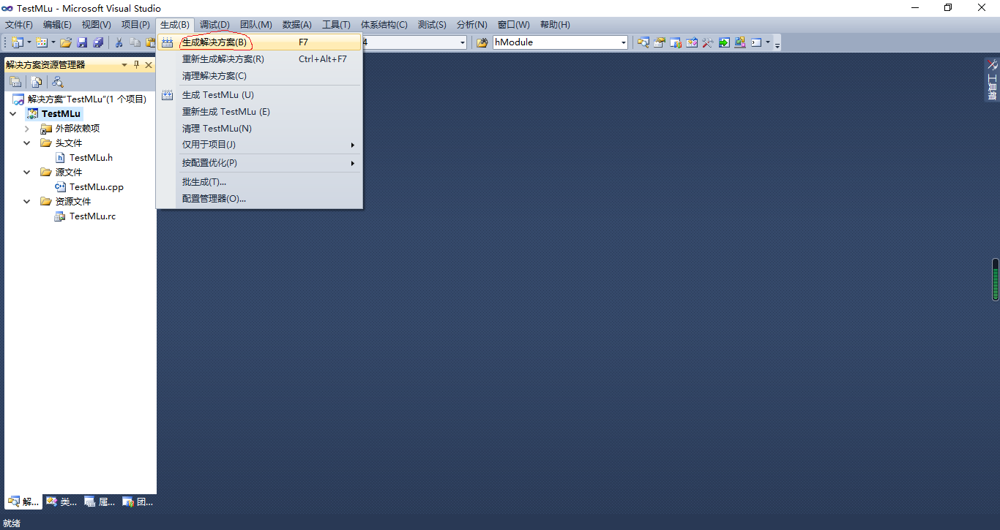 TestMLu - Microsoft Visual Studio
文件(F) 编辑(E) 视图(V) 项目(P) 生成(B) 调试(D) 团队(M) 数据(A) 工具(T) 体系结构(C) 测试(S) 分析(N) 窗口(W) 帮助(H)
4 hModule
生成解决方案(B) F7
重新生成解决方案(R) Ctrl+Alt+F7
清理解决方案(C)
生成 TestMLu (U)
重新生成 TestMLu (E)
清理 TestMLu(N)
仅用于项目(J)
按配置优化(P)
批生成(T)...
配置管理器(O)...
解决方案资源管理器
解决方案"TestMLu"(1 个项目)
TestMLu
外部依赖项
头文件
h TestMLu.h
源文件
C++ TestMLu.cpp
资源文件
TestMLu.rc
工具箱
解... 类... 属... 团...
就绪